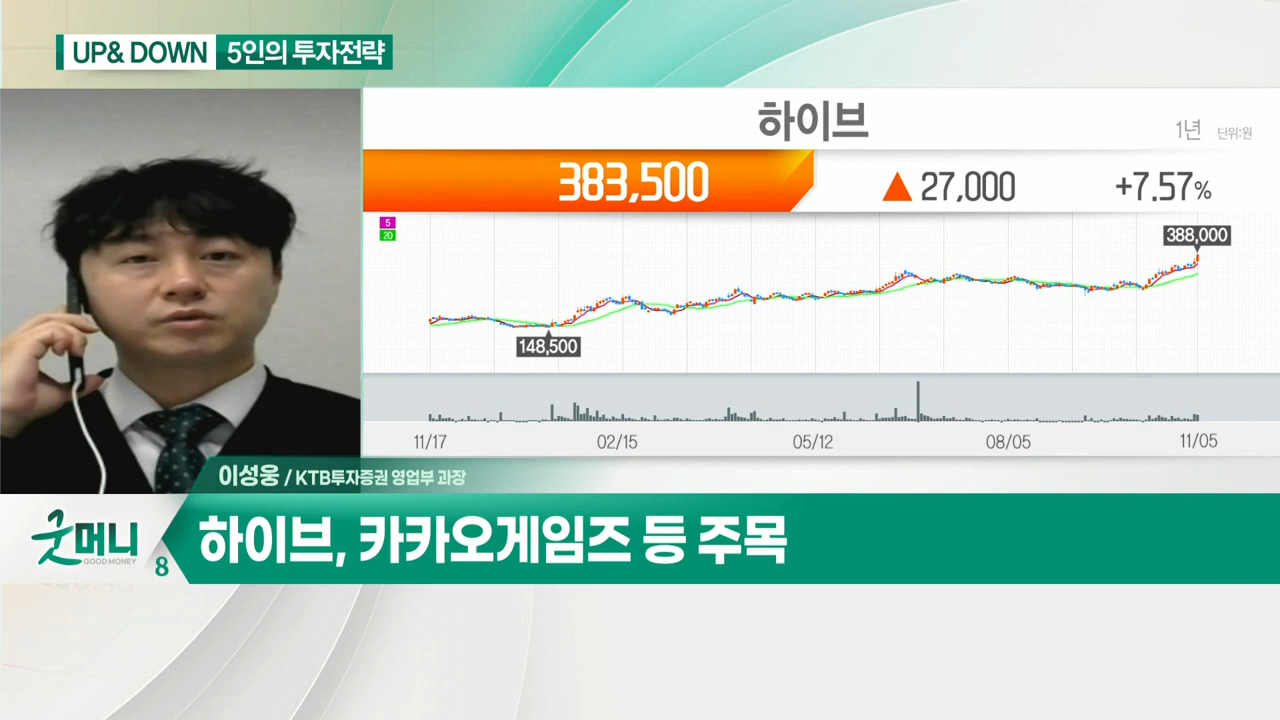 UP& DOWN 5인의 투자전략
하이브
1년 단위:원
383,500 ▲ 27,000 +7.57%
5
20
388,000
148,500
11/17 02/15 05/12 08/05 11/05
이성웅 / KTB투자증권 영업부 과장
굿머니
GOOD MONEY
8
하이브, 카카오게임즈 등 주목